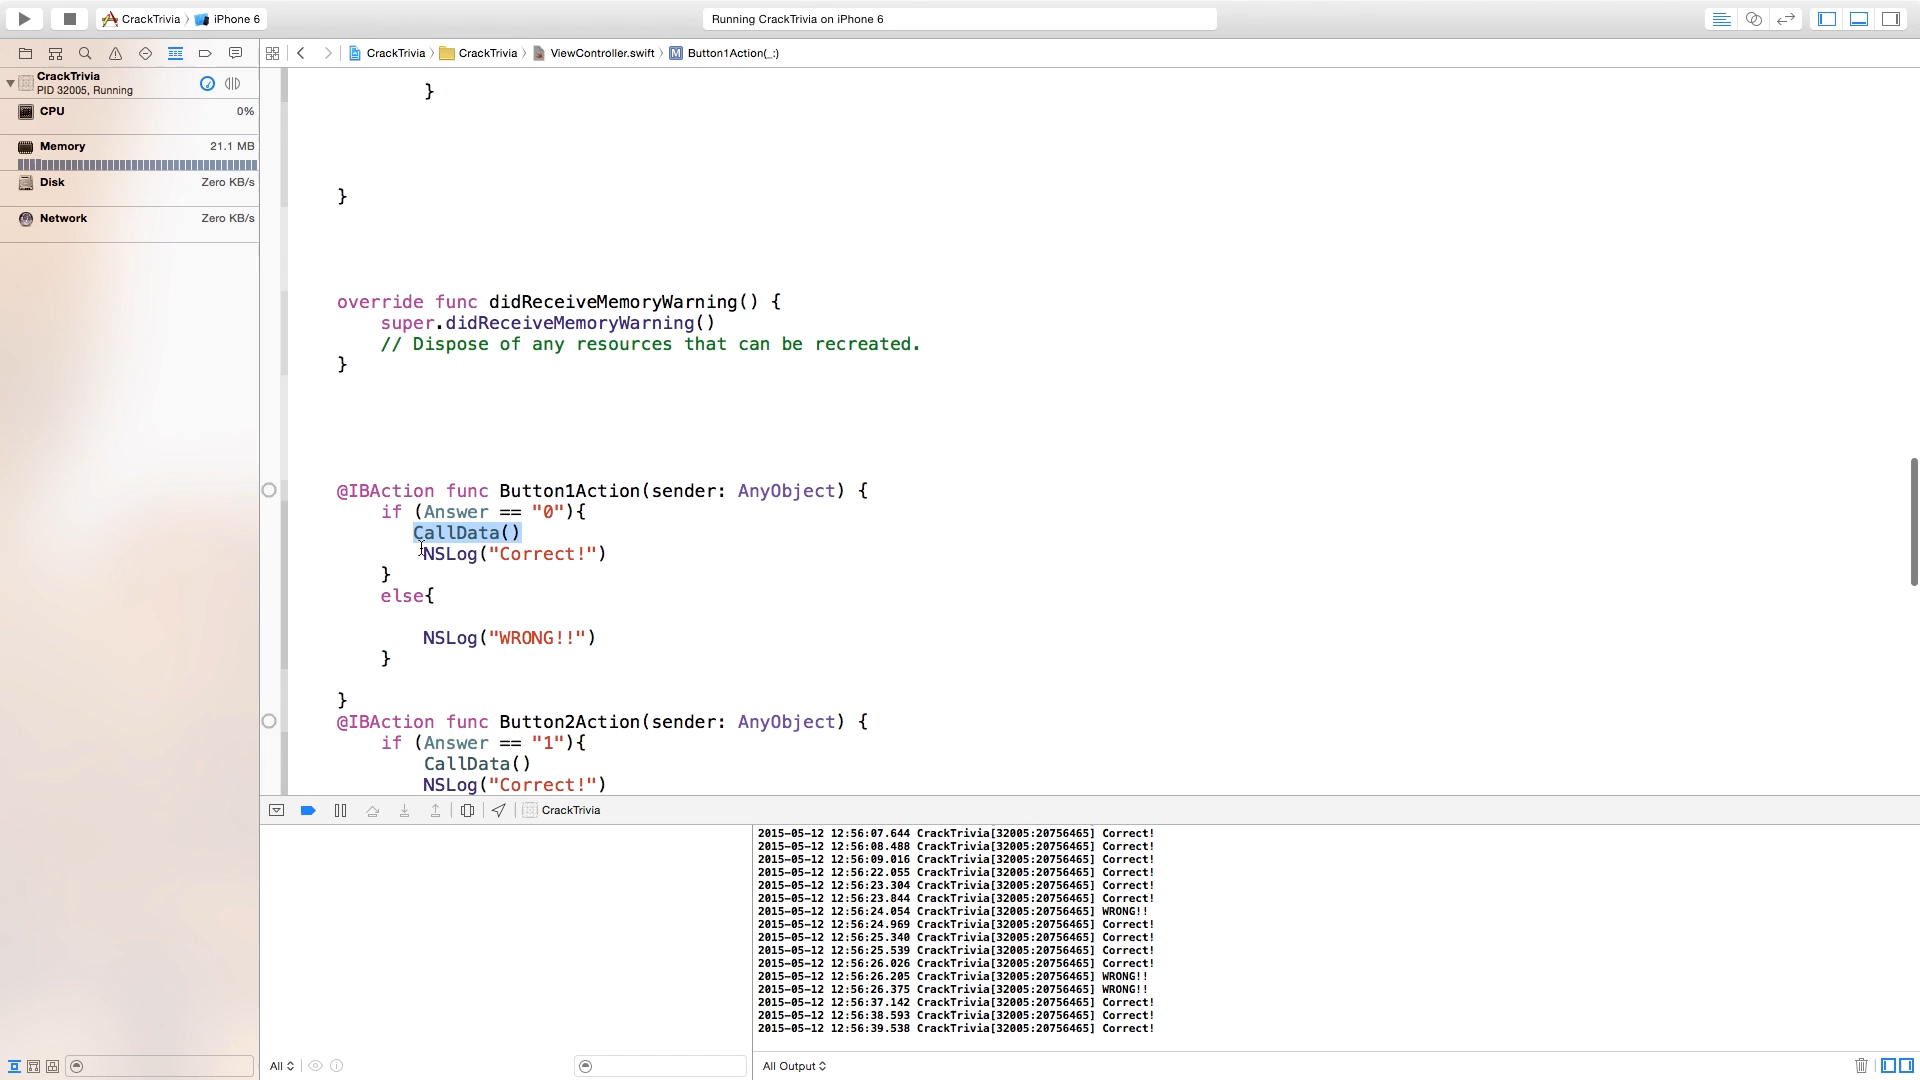 CrackTrivia 〉 iPhone 6
Running CrackTrivia on iPhone 6
CrackTrivia 〉 CrackTrivia 〉 ViewController.swift 〉 M Button1Action(_:)
CrackTrivia
PID 32005, Running
CPU 0%
Memory 21.1 MB
Disk Zero KB/s
Network Zero KB/s
}
}
override func didReceiveMemoryWarning() {
super.didReceiveMemoryWarning()
// Dispose of any resources that can be recreated.
}
@IBAction func Button1Action(sender: AnyObject) {
if (Answer == "0"){
CallData()
NSLog("Correct!")
}
else{
NSLog("WRONG!!")
}
}
@IBAction func Button2Action(sender: AnyObject) {
if (Answer == "1"){
CallData()
NSLog("Correct!")
CrackTrivia
2015-05-12 12:56:07.644 CrackTrivia[32005:20756465] Correct!
2015-05-12 12:56:08.488 CrackTrivia[32005:20756465] Correct!
2015-05-12 12:56:09.016 CrackTrivia[32005:20756465] Correct!
2015-05-12 12:56:22.055 CrackTrivia[32005:20756465] Correct!
2015-05-12 12:56:23.304 CrackTrivia[32005:20756465] Correct!
2015-05-12 12:56:23.844 CrackTrivia[32005:20756465] Correct!
2015-05-12 12:56:24.054 CrackTrivia[32005:20756465] WRONG!!
2015-05-12 12:56:24.969 CrackTrivia[32005:20756465] Correct!
2015-05-12 12:56:25.340 CrackTrivia[32005:20756465] Correct!
2015-05-12 12:56:25.539 CrackTrivia[32005:20756465] Correct!
2015-05-12 12:56:26.026 CrackTrivia[32005:20756465] Correct!
2015-05-12 12:56:26.205 CrackTrivia[32005:20756465] WRONG!!
2015-05-12 12:56:26.375 CrackTrivia[32005:20756465] WRONG!!
2015-05-12 12:56:37.142 CrackTrivia[32005:20756465] Correct!
2015-05-12 12:56:38.593 CrackTrivia[32005:20756465] Correct!
2015-05-12 12:56:39.538 CrackTrivia[32005:20756465] Correct!
All
All Output